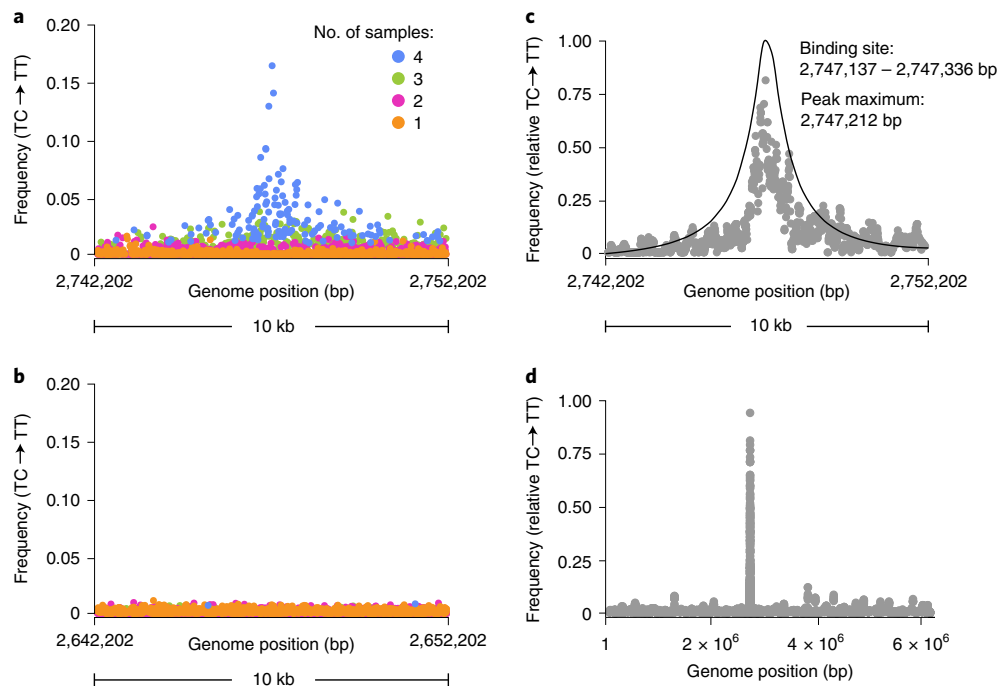 a
0.20
0.15
0.10
0.05
0
Frequency (TC → TT)
No. of samples:
4
3
2
1
2,742,202
2,752,202
Genome position (bp)
10 kb
c
1.00
0.75
0.50
0.25
0
Frequency (relative TC→TT)
Binding site:
2,747,137 – 2,747,336 bp
Peak maximum:
2,747,212 bp
2,742,202
2,752,202
Genome position (bp)
10 kb
b
0.20
0.15
0.10
0.05
0
Frequency (TC → TT)
2,642,202
2,652,202
Genome position (bp)
10 kb
d
1.00
0.75
0.50
0.25
0
Frequency (relative TC→TT)
1
2 × 10⁶
4 × 10⁶
6 × 10⁶
Genome position (bp)